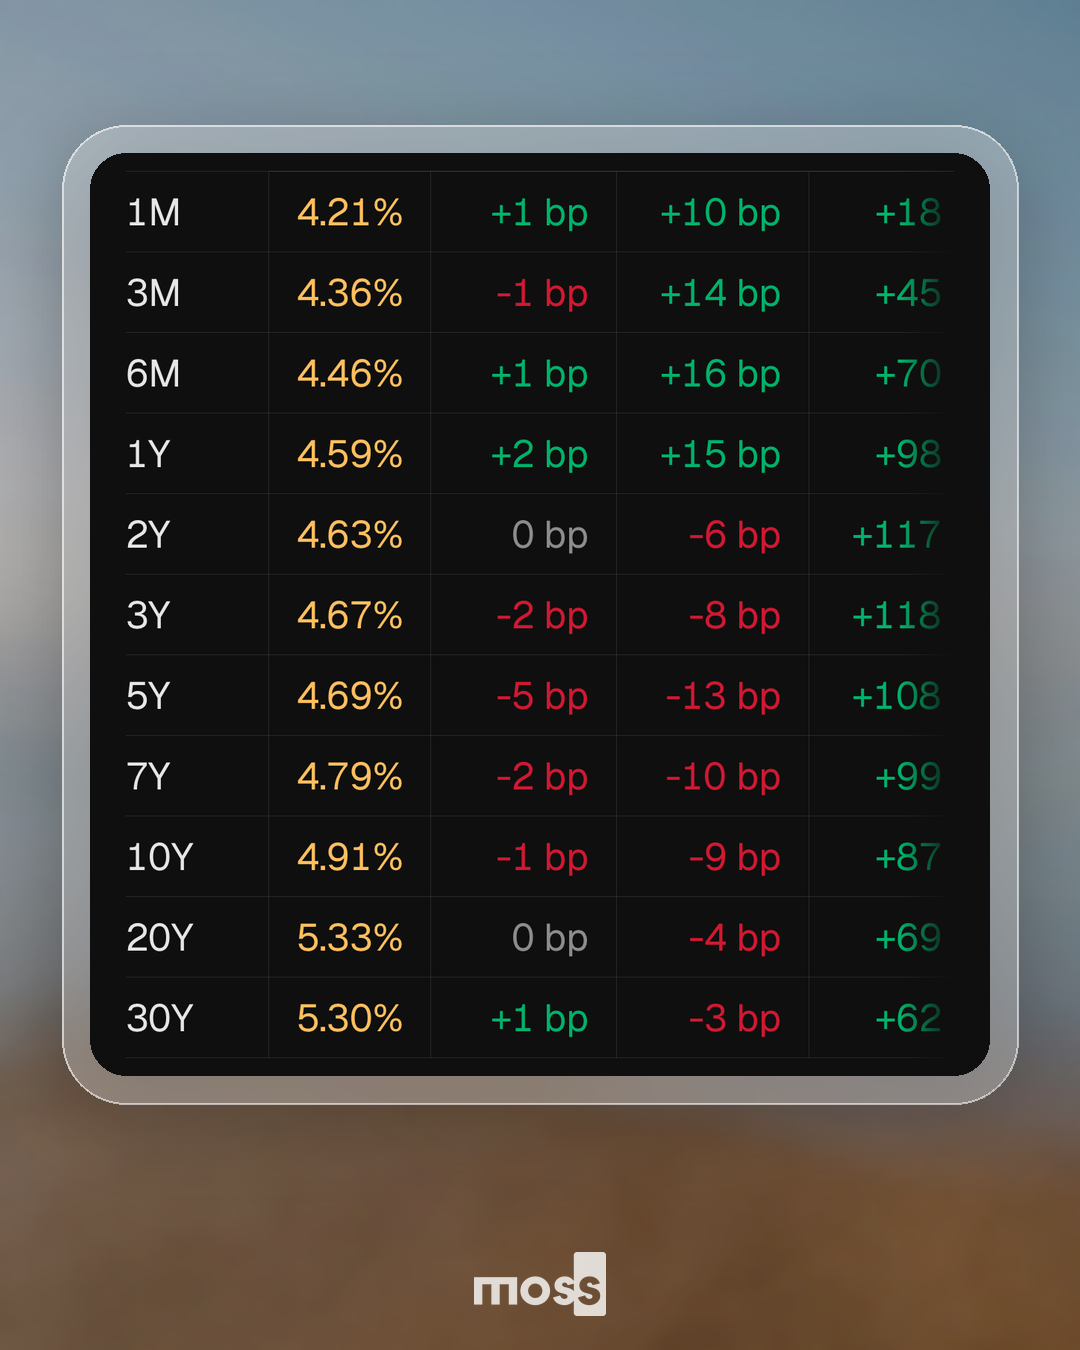 1M 4.21% +1 bp +10 bp +18
3M 4.36% -1 bp +14 bp +45
6M 4.46% +1 bp +16 bp +70
1Y 4.59% +2 bp +15 bp +98
2Y 4.63% 0 bp -6 bp +117
3Y 4.67% -2 bp -8 bp +118
5Y 4.69% -5 bp -13 bp +108
7Y 4.79% -2 bp -10 bp +99
10Y 4.91% -1 bp -9 bp +87
20Y 5.33% 0 bp -4 bp +69
30Y 5.30% +1 bp -3 bp +62
moss